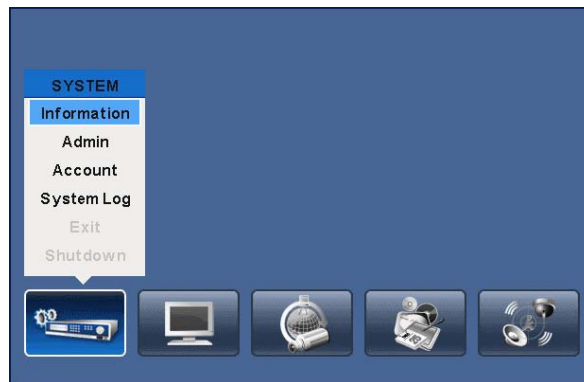 SYSTEM
Information
Admin
Account
System Log
Exit
Shutdown